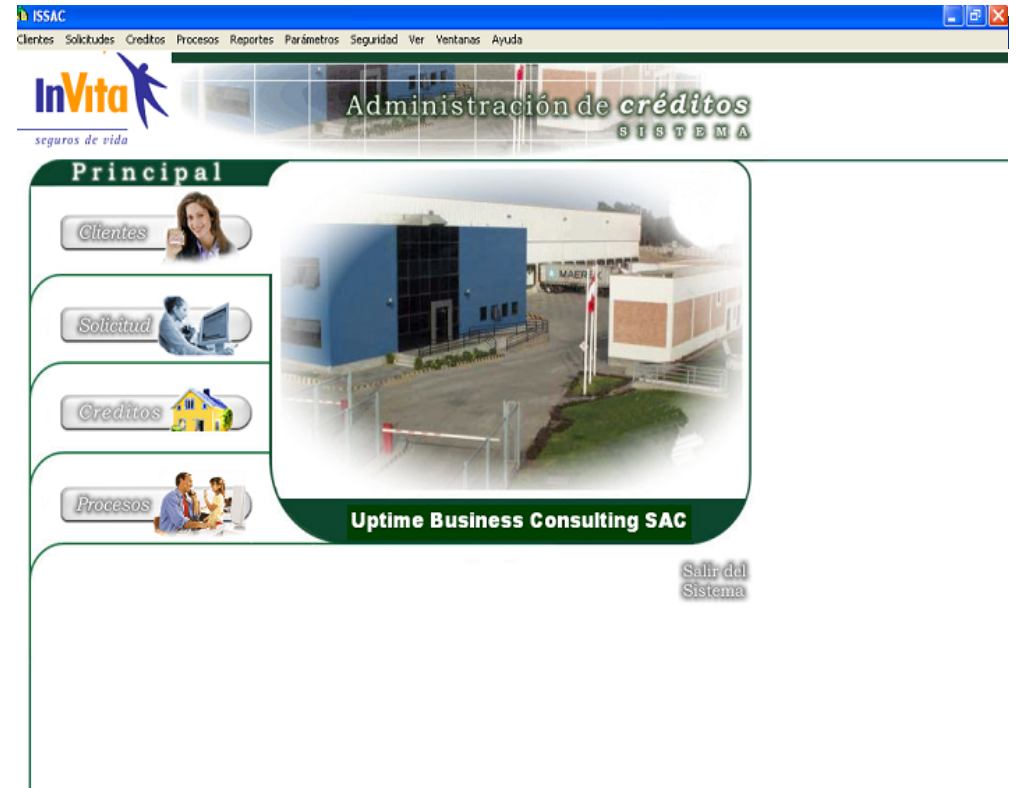 ISSAC
Clientes Solicitudes Creditos Procesos Reportes Parámetros Seguridad Ver Ventanas Ayuda
InVita
seguros de vida
Administración de créditos
SISTEMA
Principal
Clientes
Solicitud
Creditos
Procesos
MAERSK
Uptime Business Consulting SAC
Salir del
Sistema